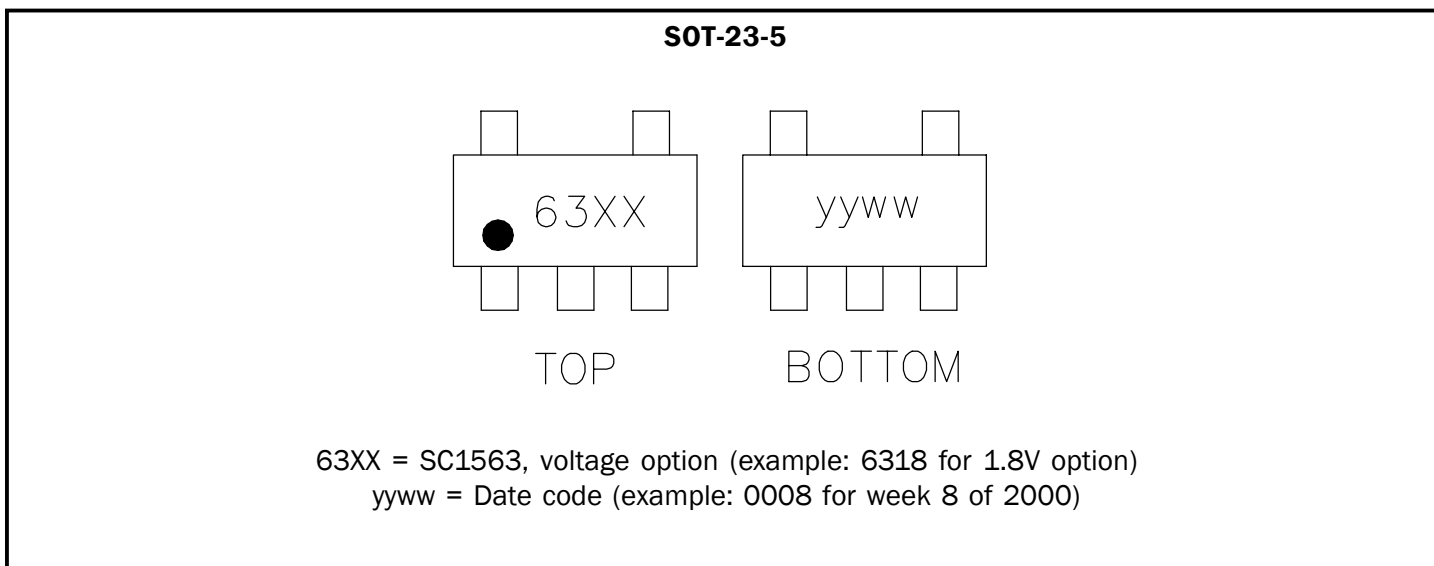 SOT-23-5
63XX
yyww
TOP
BOTTOM
63XX = SC1563, voltage option (example: 6318 for 1.8V option)
yyww = Date code (example: 0008 for week 8 of 2000)